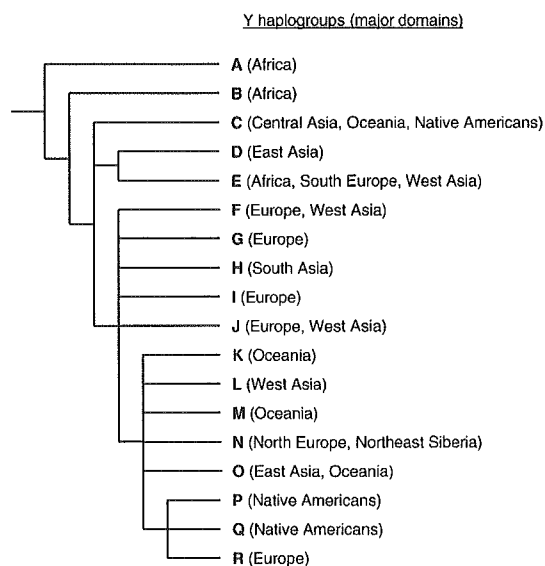 Y haplogroups (major domains)
A (Africa)
B (Africa)
C (Central Asia, Oceania, Native Americans)
D (East Asia)
E (Africa, South Europe, West Asia)
F (Europe, West Asia)
G (Europe)
H (South Asia)
I (Europe)
J (Europe, West Asia)
K (Oceania)
L (West Asia)
M (Oceania)
N (North Europe, Northeast Siberia)
O (East Asia, Oceania)
P (Native Americans)
Q (Native Americans)
R (Europe)